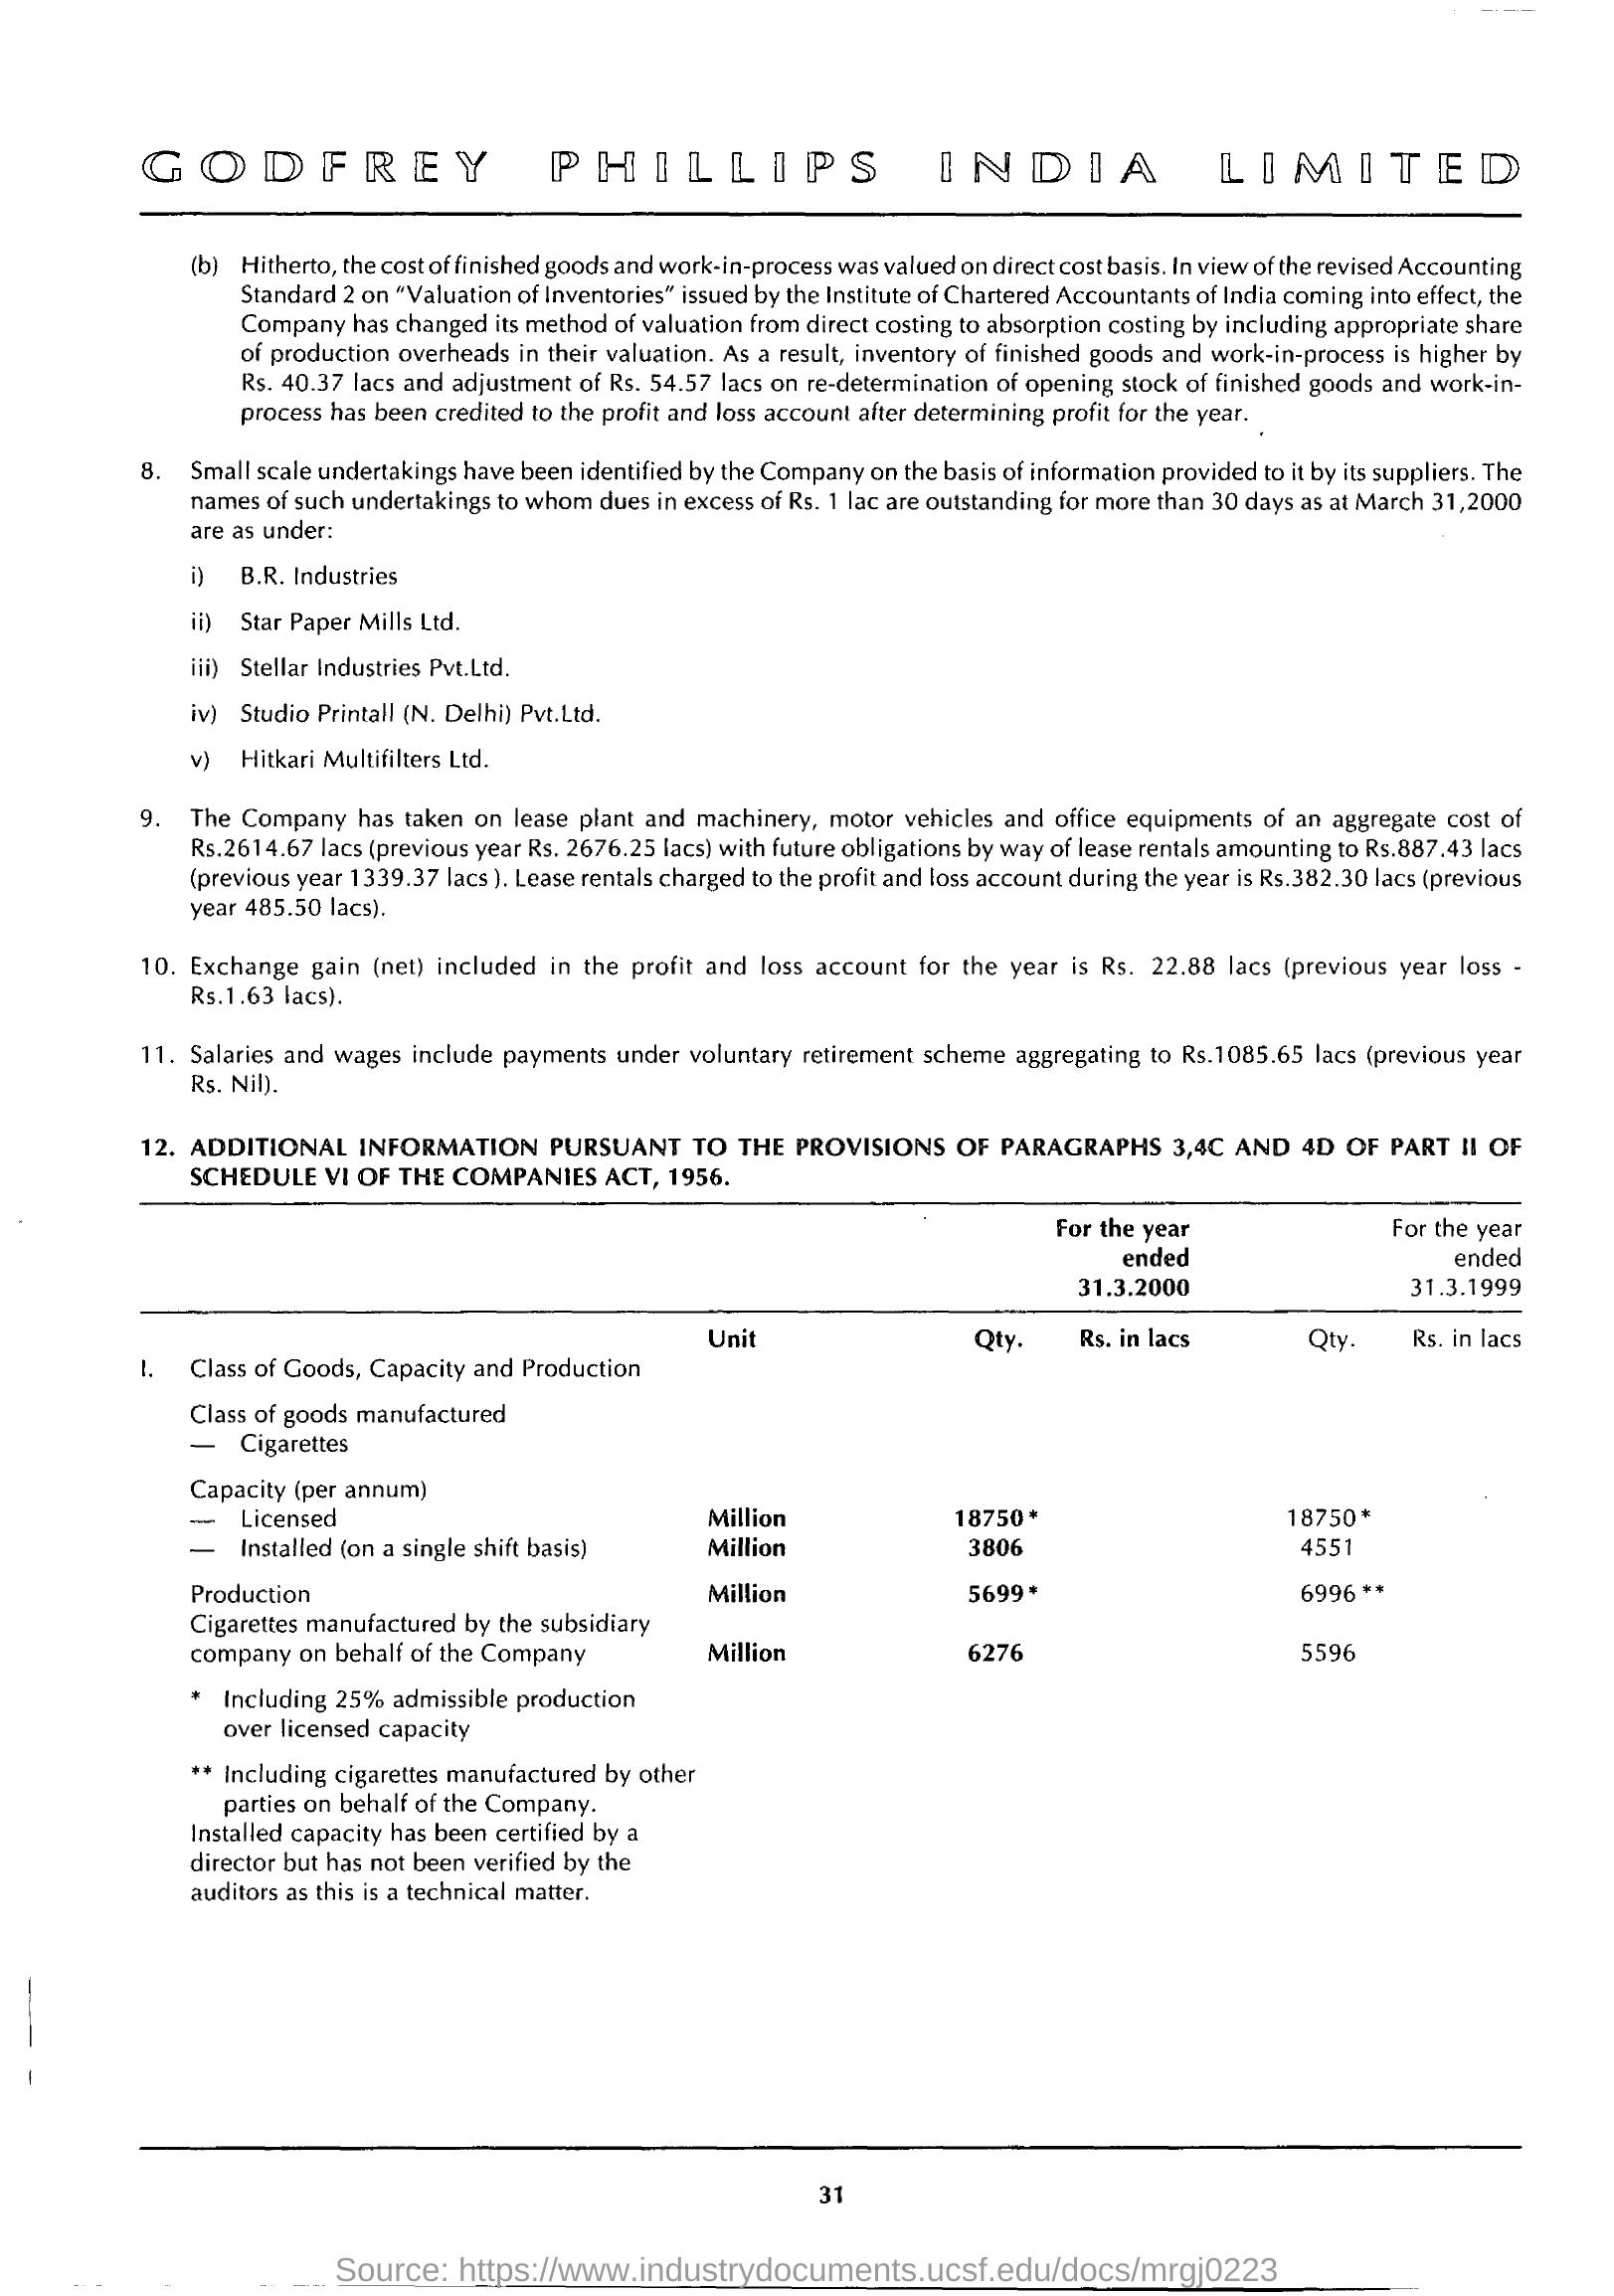 GODFREY PHILLIPS INDIA LIMITED
(b) Hitherto, the cost of finished goods and work-in-process was valued on direct cost basis. In view of the revised Accounting
Standard 2 on "Valuation of Inventories" issued by the Institute of Chartered Accountants of India coming into effect, the
Company has changed its method of valuation from direct costing to absorption costing by including appropriate share
of production overheads in their valuation. As a result, inventory of finished goods and work-in-process is higher by
Rs. 40.37 lacs and adjustment of Rs. 54.57 lacs on re-determination of opening stock of finished goods and work-in-
process has been credited to the profit and loss account after determining profit for the year.
8. Small scale undertakings have been identified by the Company on the basis of information provided to it by its suppliers. The
names of such undertakings to whom dues in excess of Rs. 1 lac are outstanding for more than 30 days as at March 31,2000
are as under:
i) B.R. Industries
ii) Star Paper Mills Ltd.
iii) Stellar Industries Pvt.Ltd.
iv) Studio Printall (N. Delhi) Pvt.Ltd.
v) Hitkari Multifilters Ltd.
9. The Company has taken on lease plant and machinery, motor vehicles and office equipments of an aggregate cost of
Rs.2614.67 lacs (previous year Rs. 2676.25 lacs) with future obligations by way of lease rentals amounting to Rs.887.43 lacs
(previous year 1339.37 lacs ). Lease rentals charged to the profit and loss account during the year is Rs.382.30 lacs (previous
year 485.50 lacs).
10. Exchange gain (net) included in the profit and loss account for the year is Rs. 22.88 lacs (previous year loss -
Rs.1.63 lacs).
11. Salaries and wages include payments under voluntary retirement scheme aggregating to Rs.1085.65 lacs (previous year
Rs. Nil).
12. ADDITIONAL INFORMATION PURSUANT TO THE PROVISIONS OF PARAGRAPHS 3,4C AND 4D OF PART II OF
SCHEDULE VI OF THE COMPANIES ACT, 1956.
For the year For the year
ended ended
31.3.2000 31.3.1999
Unit Qty. Rs. in lacs Qty. Rs. in lacs
I. Class of Goods, Capacity and Production
Class of goods manufactured
— Cigarettes
Capacity (per annum)
— Licensed Million 18750* 18750*
— Installed (on a single shift basis) Million 3806 4551
Production Million 5699* 6996**
Cigarettes manufactured by the subsidiary
company on behalf of the Company Million 6276 5596
* Including 25% admissible production
over licensed capacity
** Including cigarettes manufactured by other
parties on behalf of the Company.
Installed capacity has been certified by a
director but has not been verified by the
auditors as this is a technical matter.
31
Source: https://www.industrydocuments.ucsf.edu/docs/mrgj0223